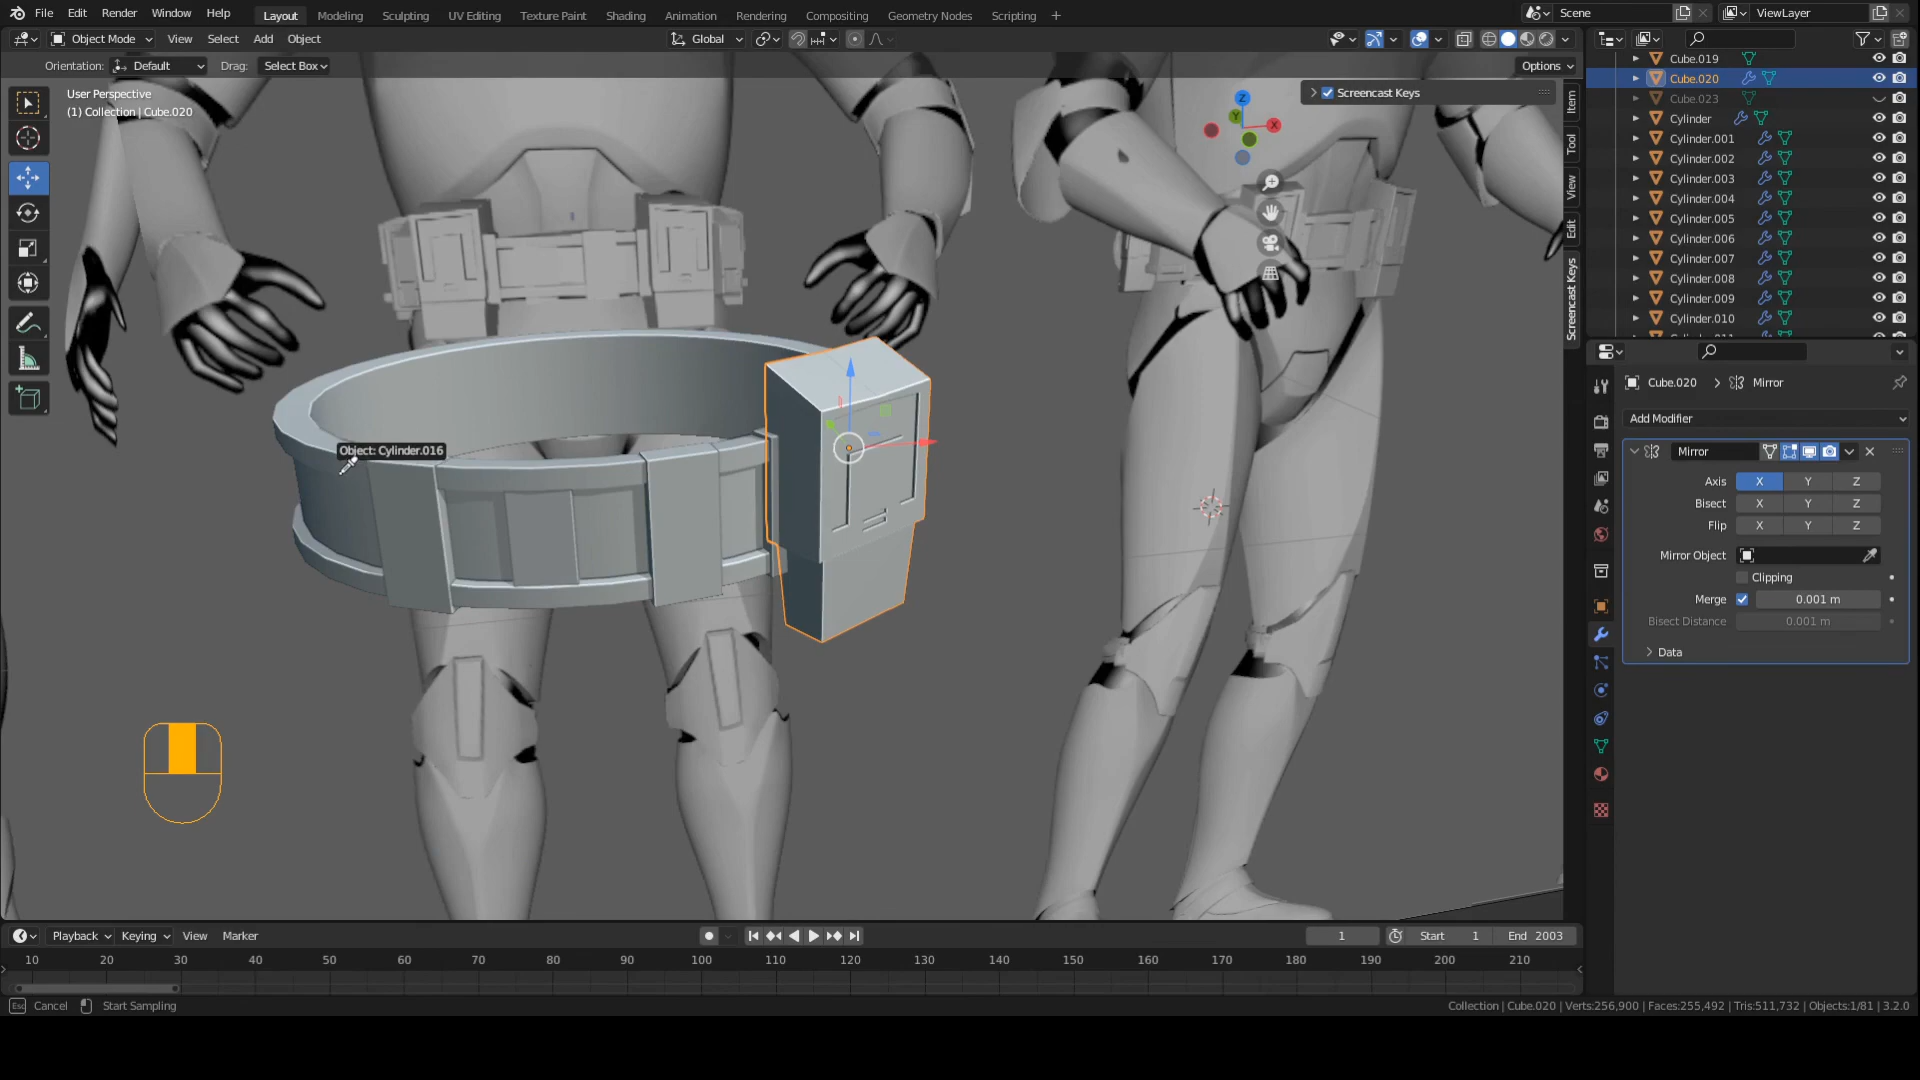 File Edit Render Window Help Layout Modeling Sculpting UV Editing Texture Paint Shading Animation Rendering Compositing Geometry Nodes Scripting + Scene ViewLayer
Object Mode View Select Add Object Global
Orientation: Default Drag: Select Box Options
User Perspective
(1) Collection | Cube.020
Screencast Keys
Z
Y
X
Item
Tool
View
Edit
Screencast Keys
Object: Cylinder.016
Cube.019
Cube.020
Cube.023
Cylinder
Cylinder.001
Cylinder.002
Cylinder.003
Cylinder.004
Cylinder.005
Cylinder.006
Cylinder.007
Cylinder.008
Cylinder.009
Cylinder.010
Cube.020 > Mirror
Add Modifier
Mirror
Axis X Y Z
Bisect X Y Z
Flip X Y Z
Mirror Object
Clipping
Merge 0.001 m
Bisect Distance 0.001 m
Data
Playback Keying View Marker 1 Start 1 End 2003
10 20 30 40 50 60 70 80 90 100 110 120 130 140 150 160 170 180 190 200 210
Esc Cancel Start Sampling Collection | Cube.020 | Verts:256,900 | Faces:255,492 | Tris:511,732 | Objects:1/81 | 3.2.0